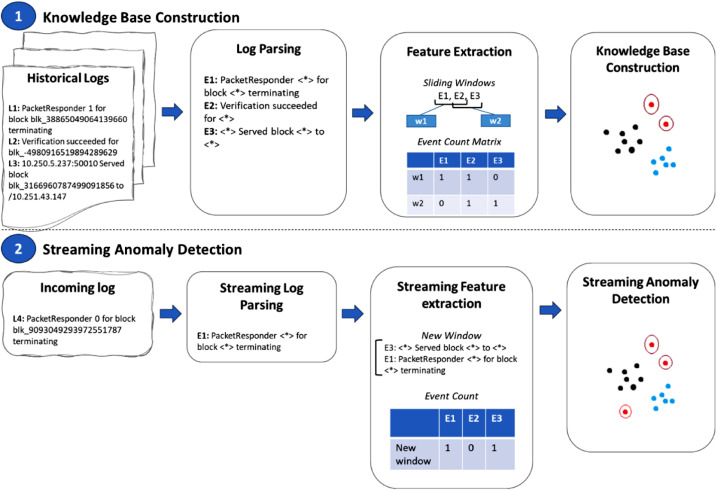 1 Knowledge Base Construction
Historical Logs
L1: PacketResponder 1 for
block blk_38865049064139660
terminating
L2: Verification succeeded for
blk_-4980916519894289629
L3: 10.250.5.237:50010 Served
block
blk_3166960787499091856 to
/10.251.43.147
Log Parsing
E1: PacketResponder <*> for
block <*> terminating
E2: Verification succeeded
for <*>
E3: <*> Served block <*> to
<*>
Feature Extraction
Sliding Windows
E1, E2, E3
w1 w2
Event Count Matrix
E1 E2 E3
w1 1 1 0
w2 0 1 1
Knowledge Base
Construction
2 Streaming Anomaly Detection
Incoming log
L4: PacketResponder 0 for block
blk_9093049293972551787
terminating
Streaming Log
Parsing
E1: PacketResponder <*> for
block <*> terminating
Streaming Feature
extraction
New Window
E3: <*> Served block <*> to <*>
E1: PacketResponder <*> for block
<*> terminating
Event Count
E1 E2 E3
New
window 1 0 1
Streaming Anomaly
Detection